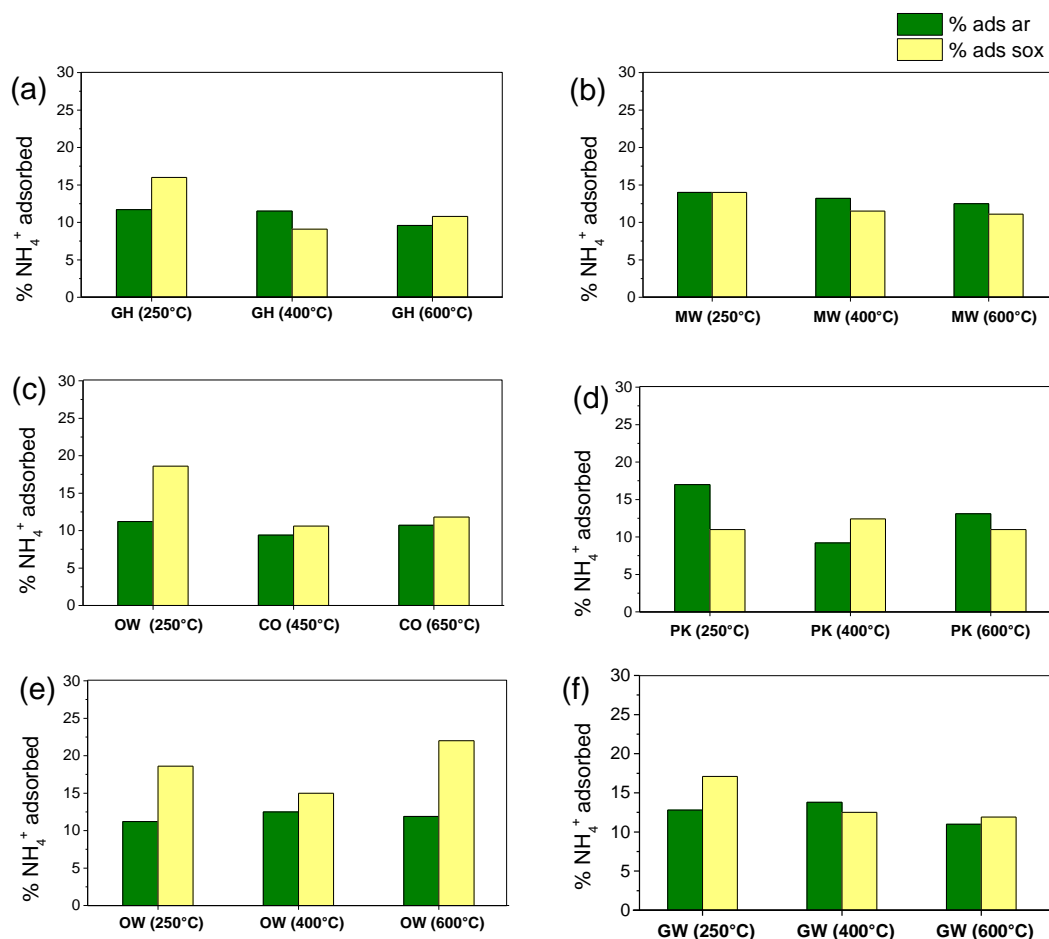 % ads ar
% ads sox
(a)
30
25
20
15
10
5
0
% NH₄⁺ adsorbed
GH (250°C) GH (400°C) GH (600°C)
(b)
30
25
20
15
10
5
0
% NH₄⁺ adsorbed
MW (250°C) MW (400°C) MW (600°C)
(c)
30
25
20
15
10
5
0
% NH₄⁺ adsorbed
OW (250°C) CO (450°C) CO (650°C)
(d)
30
25
20
15
10
5
0
% NH₄⁺ adsorbed
PK (250°C) PK (400°C) PK (600°C)
(e)
30
25
20
15
10
5
0
% NH₄⁺ adsorbed
OW (250°C) OW (400°C) OW (600°C)
(f)
30
25
20
15
10
5
0
% NH₄⁺ adsorbed
GW (250°C) GW (400°C) GW (600°C)